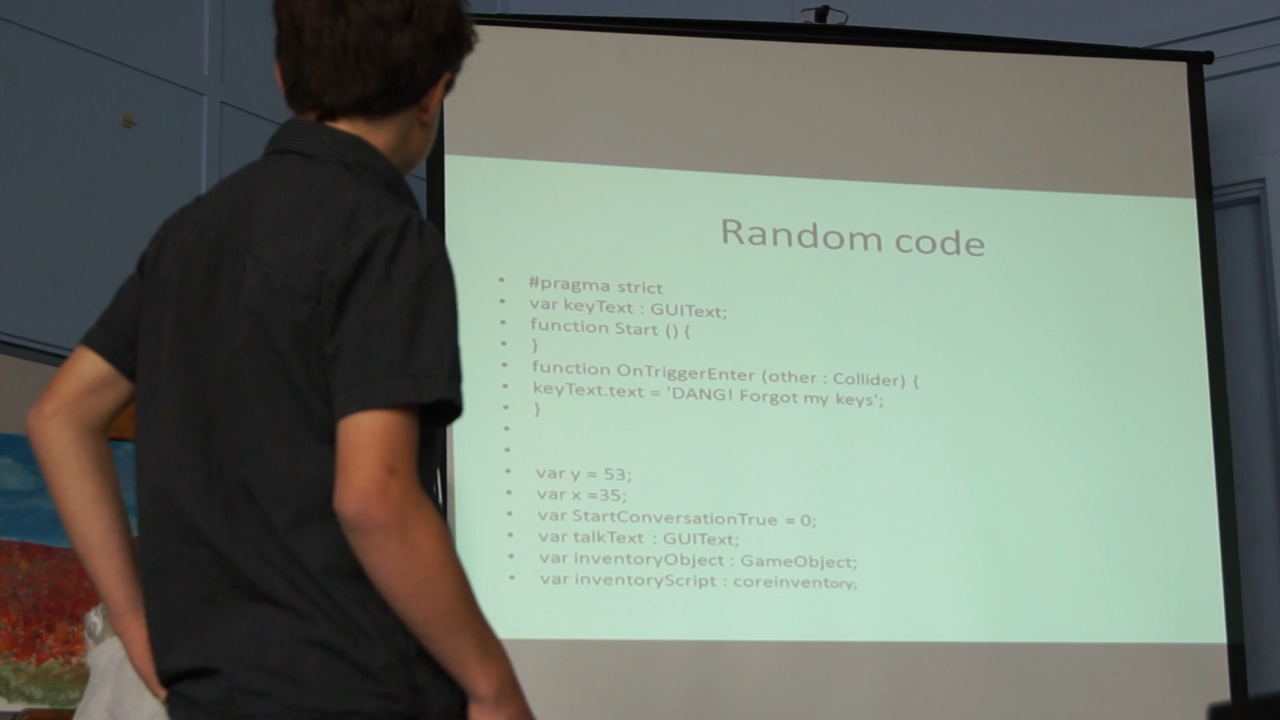 Random code
• #pragma strict
• var keyText : GUIText;
• function Start () {
• }
• function OnTriggerEnter (other : Collider) {
• keyText.text = 'DANG! Forgot my keys';
• }
•
•
• var y = 53;
• var x =35;
• var StartConversationTrue = 0;
• var talkText : GUIText;
• var inventoryObject : GameObject;
• var inventoryScript : coreinventory;